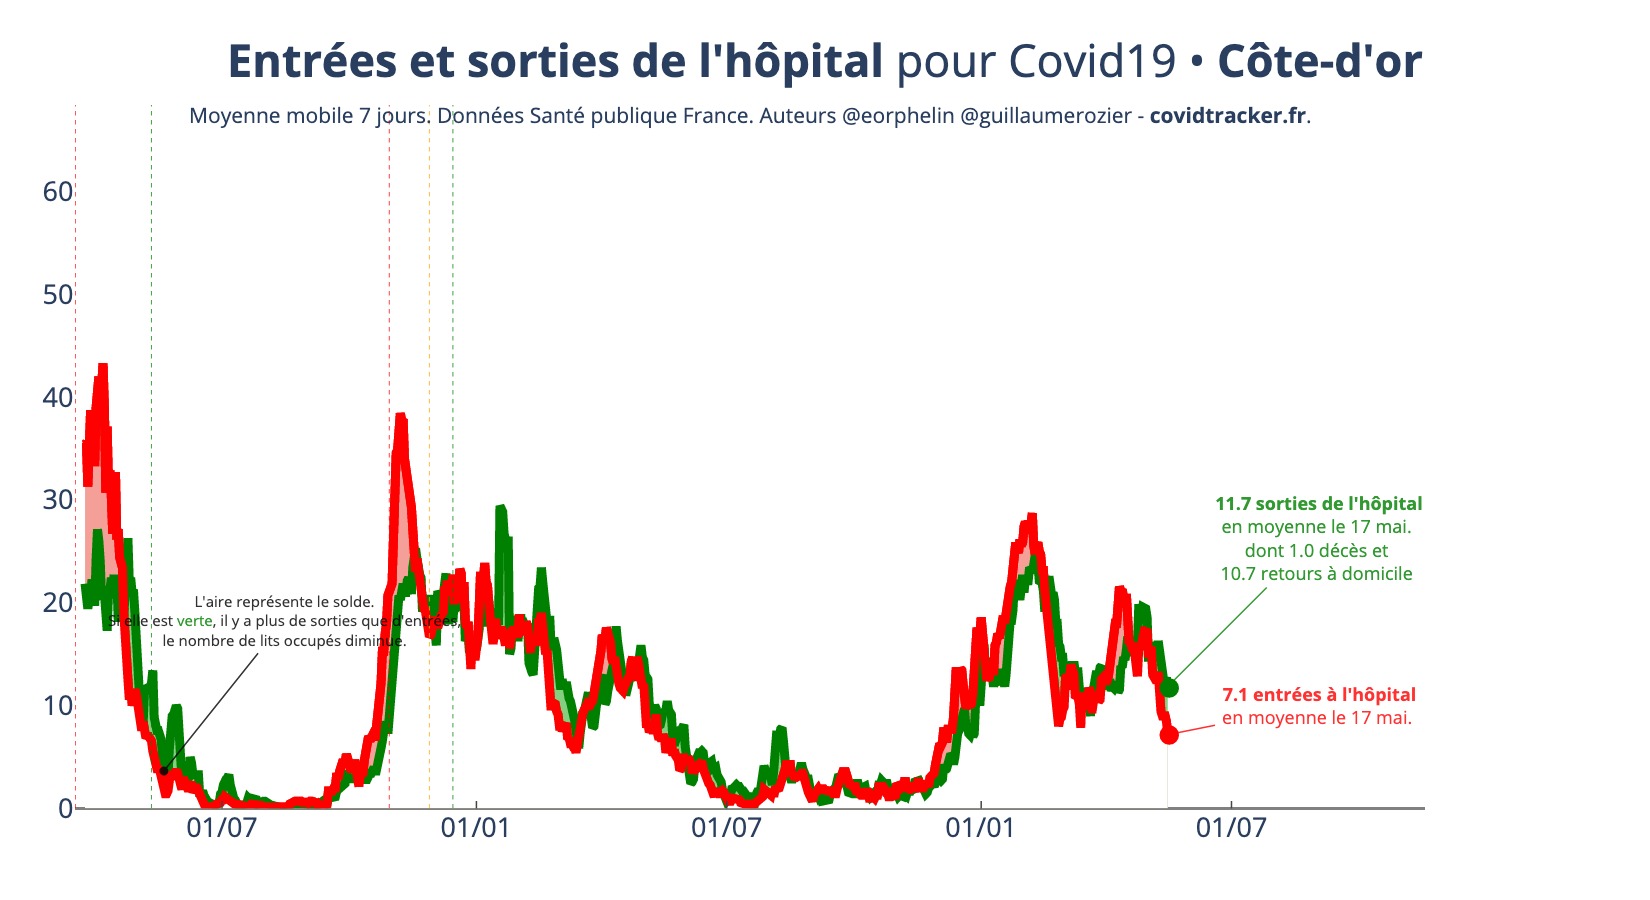 Entrées et sorties de l'hôpital pour Covid19 • Côte-d'or
Moyenne mobile 7 jours. Données Santé publique France. Auteurs @eorphelin @guillaumerozier - covidtracker.fr.
60
50
40
30
20
10
0
L'aire représente le solde.
Si elle est verte, il y a plus de sorties que d'entrées,
le nombre de lits occupés diminue.
11.7 sorties de l'hôpital
en moyenne le 17 mai.
dont 1.0 décès et
10.7 retours à domicile
7.1 entrées à l'hôpital
en moyenne le 17 mai.
01/07 01/01 01/07 01/01 01/07